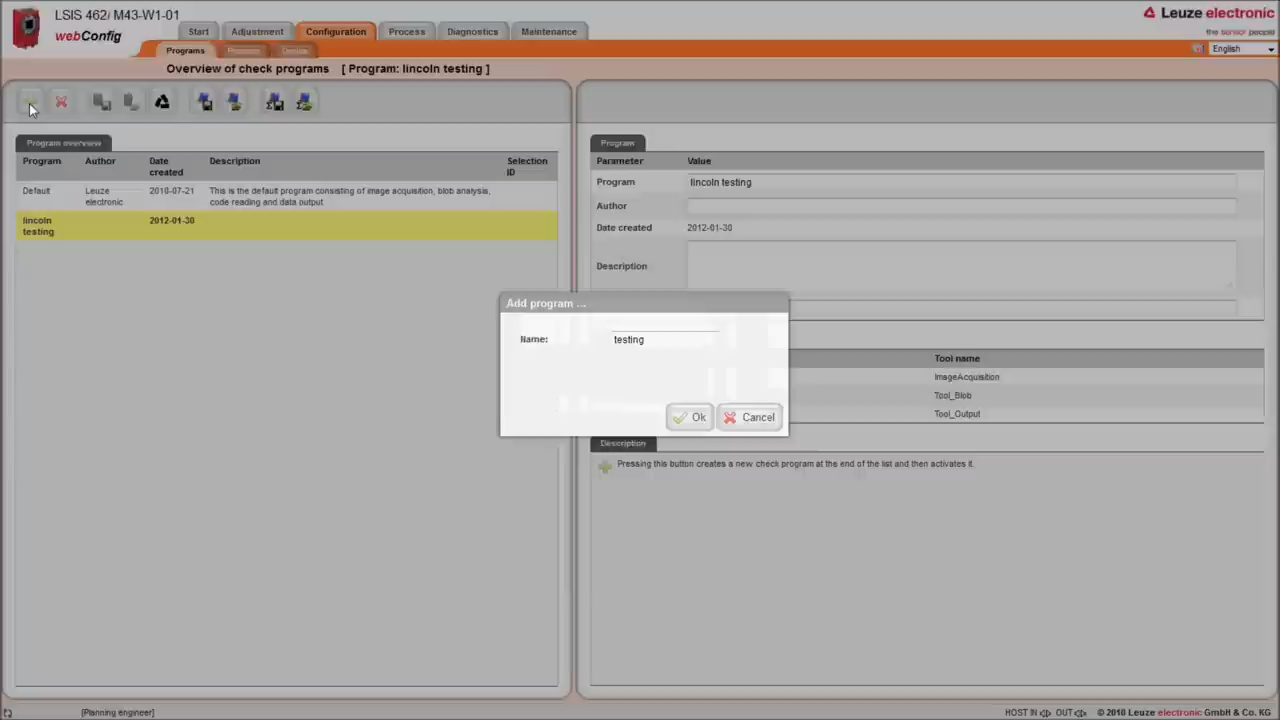 LSIS 462i M43-W1-01
webConfig
Start
Adjustment
Configuration
Process
Diagnostics
Maintenance
Leuze electronic
the sensor people
Programs
English
Overview of check programs [ Program: lincoln testing ]
Program overview
Program Author Date created Description Selection ID
Default Leuze electronic 2010-07-21 This is the default program consisting of image acquisition, blob analysis,
code reading and data output
lincoln testing 2012-01-30
Program
Parameter Value
Program lincoln testing
Author
Date created 2012-01-30
Description
Add program ...
Name: testing
Ok
Cancel
Tool name
ImageAcquisition
Tool_Blob
Tool_Output
Description
Pressing this button creates a new check program at the end of the list and then activates it.
[Planning engineer]
HOST IN OUT © 2010 Leuze electronic GmbH & Co. KG